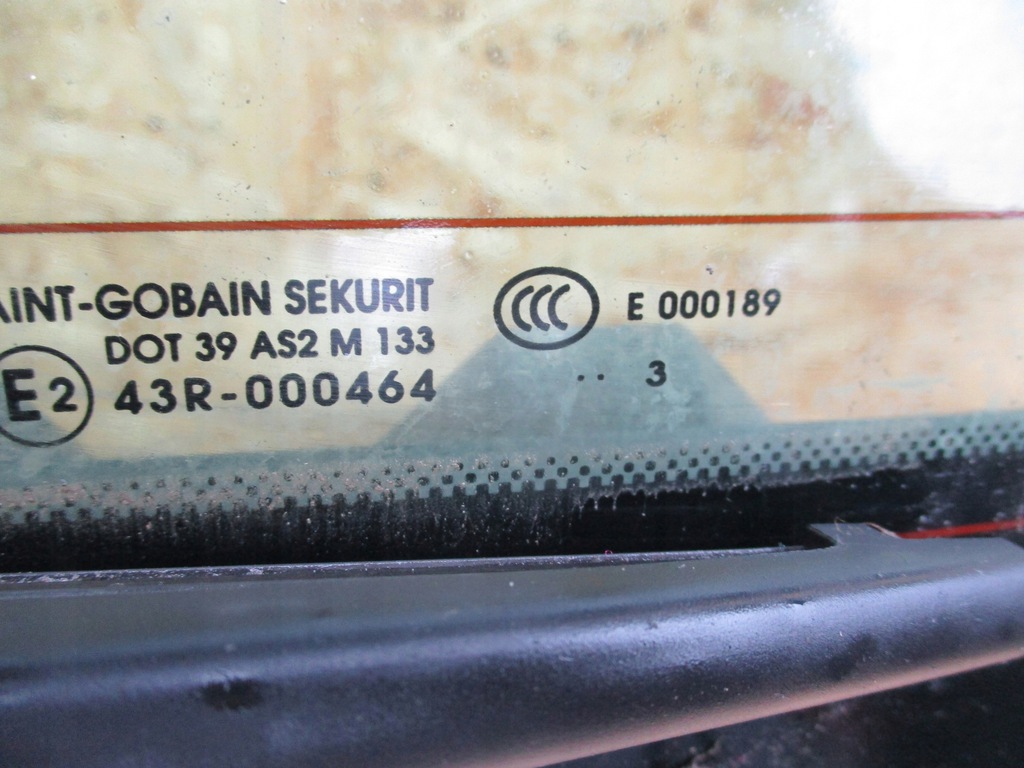 AINT-GOBAIN SEKURIT
DOT 39 AS2 M 133
E2 43R-000464
CCC E 000189
.. 3